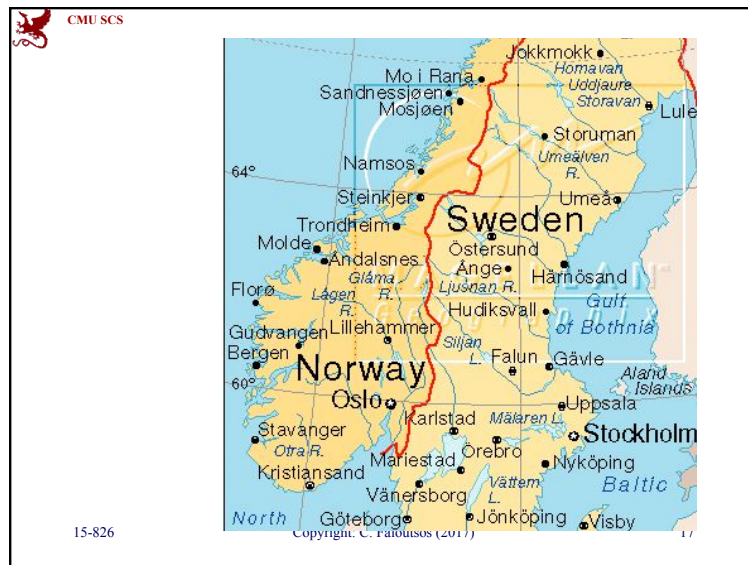 CMU SCS
Jokkmokk
Hornavan
Uddjaure
Storavan
Mo i Rana
Sandnessjøen
Mosjøen
Lule
Storuman
Umeälven
R.
Namsos
64°
Steinkjer
Umeå
Sweden
Trondheim
Molde
Östersund
Åndalsnes
Ånge
Härnösand
Glåma
R.
Ljusnan R.
Florø
Lågen
R.
Hudiksvall
Gulf
of Bothnia
Gudvangen
Lillehammer
Siljan
L.
Bergen
Falun
Gävle
Norway
Aland
Islands
60°
Oslo
Uppsala
Karlstad
Mälaren L.
Stavanger
Örebro
Stockholm
Otra R.
Mariestad
Nyköping
Kristiansand
Vättern
L.
Baltic
Vänersborg
North
Göteborg
Jönköping
Visby
15-826
Copyright: C. Faloutsos (2017)
17